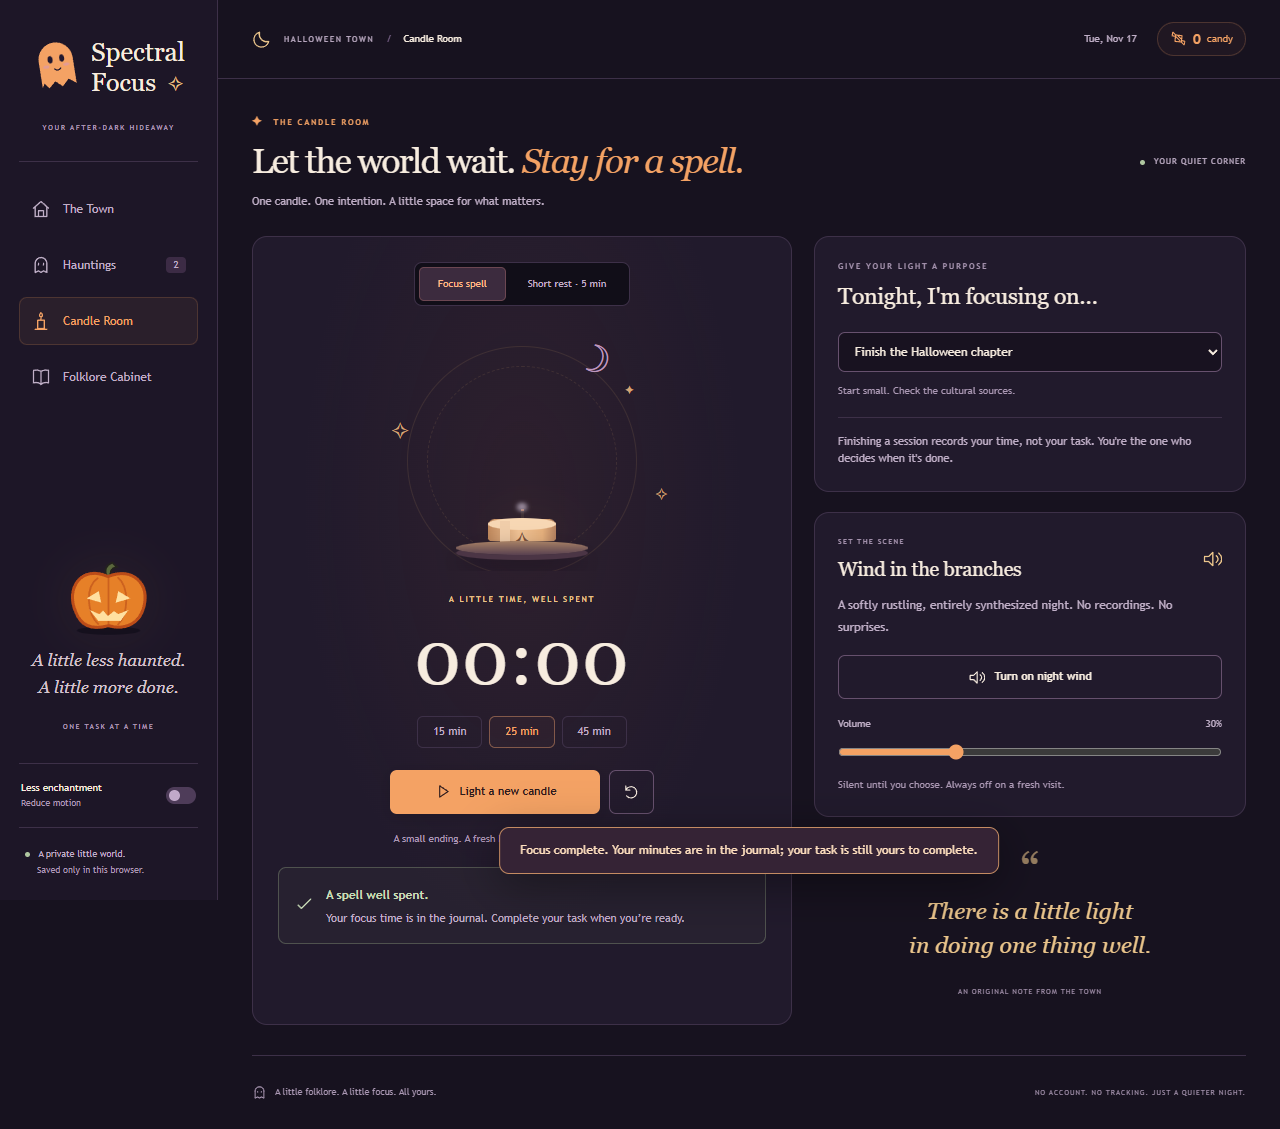 Spectral
Focus
YOUR AFTER-DARK HIDEAWAY
The Town
Hauntings
2
Candle Room
Folklore Cabinet
A little less haunted.
A little more done.
ONE TASK AT A TIME
Less enchantment
Reduce motion
A private little world.
Saved only in this browser.
HALLOWEEN TOWN / Candle Room
Tue, Nov 17
0 candy
THE CANDLE ROOM
Let the world wait. Stay for a spell.
One candle. One intention. A little space for what matters.
YOUR QUIET CORNER
Focus spell
Short rest · 5 min
A LITTLE TIME, WELL SPENT
00:00
15 min
25 min
45 min
Light a new candle
A small ending. A fresh
A spell well spent.
Your focus time is in the journal. Complete your task when you're ready.
GIVE YOUR LIGHT A PURPOSE
Tonight, I'm focusing on...
Finish the Halloween chapter
Start small. Check the cultural sources.
Finishing a session records your time, not your task. You're the one who
decides when it's done.
SET THE SCENE
Wind in the branches
A softly rustling, entirely synthesized night. No recordings. No
surprises.
Turn on night wind
Volume
30%
Silent until you choose. Always off on a fresh visit.
Focus complete. Your minutes are in the journal; your task is still yours to complete.
“
There is a little light
in doing one thing well.
AN ORIGINAL NOTE FROM THE TOWN
A little folklore. A little focus. All yours.
NO ACCOUNT. NO TRACKING. JUST A QUIETER NIGHT.